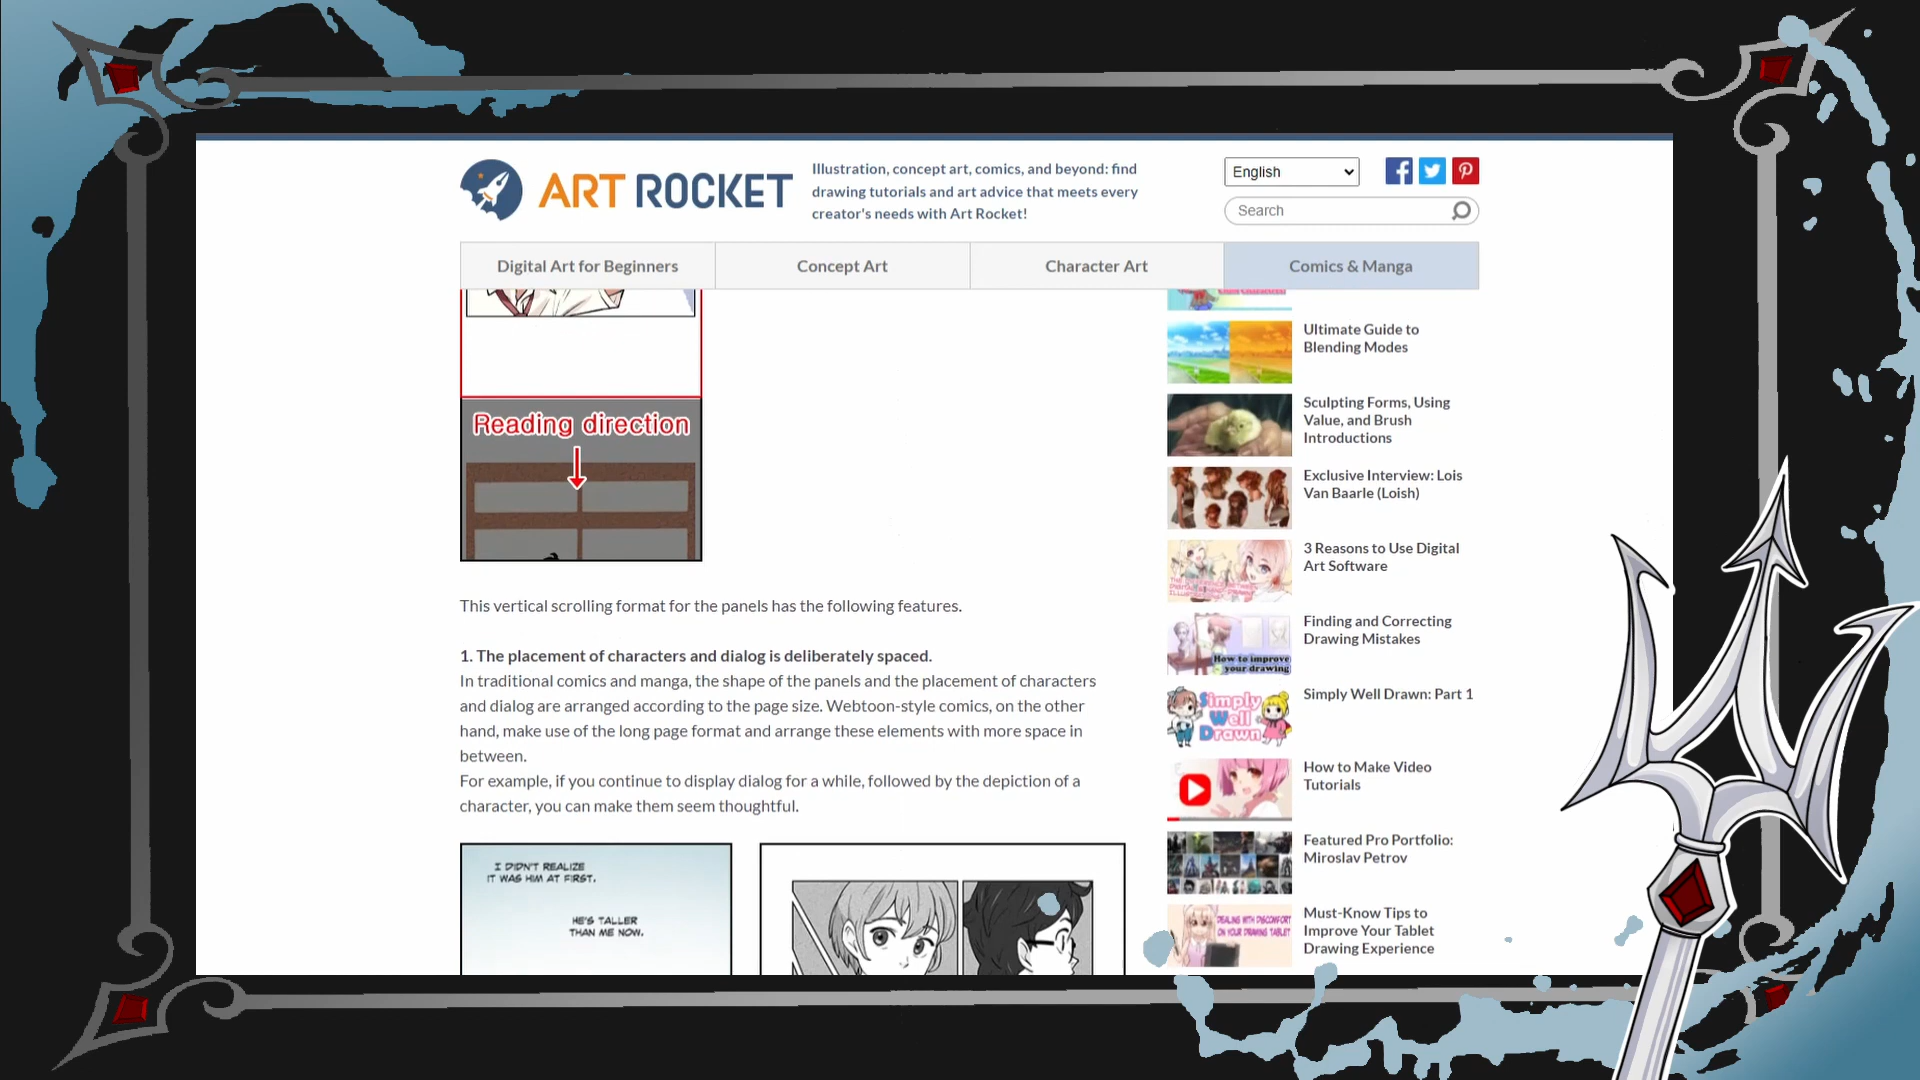 ART ROCKET
Illustration, concept art, comics, and beyond: find
drawing tutorials and art advice that meets every
creator's needs with Art Rocket!
English
Search
Digital Art for Beginners
Concept Art
Character Art
Comics & Manga
Reading direction
This vertical scrolling format for the panels has the following features.
1. The placement of characters and dialog is deliberately spaced.
In traditional comics and manga, the shape of the panels and the placement of characters
and dialog are arranged according to the page size. Webtoon-style comics, on the other
hand, make use of the long page format and arrange these elements with more space in
between.
For example, if you continue to display dialog for a while, followed by the depiction of a
character, you can make them seem thoughtful.
I DIDN'T REALIZE
IT WAS HIM AT FIRST.
HE'S TALLER
THAN ME NOW.
Ultimate Guide to
Blending Modes
Sculpting Forms, Using
Value, and Brush
Introductions
Exclusive Interview: Lois
Van Baarle (Loish)
3 Reasons to Use Digital
Art Software
Finding and Correcting
Drawing Mistakes
How to improve
your drawing
Simply Well Drawn: Part 1
Simply
Well
Drawn
How to Make Video
Tutorials
Featured Pro Portfolio:
Miroslav Petrov
Must-Know Tips to
Improve Your Tablet
Drawing Experience
DEALING WITH DISCOMFORT
ON YOUR DRAWING TABLET